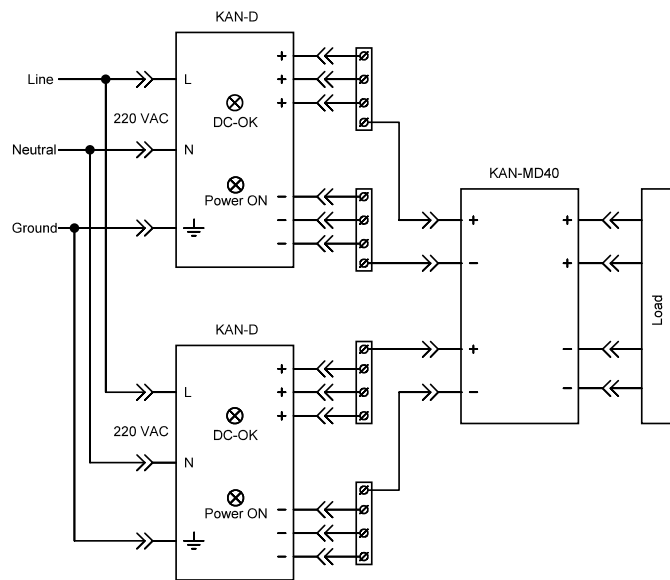 KAN-D
Line
L
+
+
+
220 VAC
DC-OK
Neutral
N
KAN-MD40
Power ON
−
−
−
Ground
+
−
+
−
+
+
−
−
Load
KAN-D
L
+
+
+
220 VAC
DC-OK
N
Power ON
−
−
−